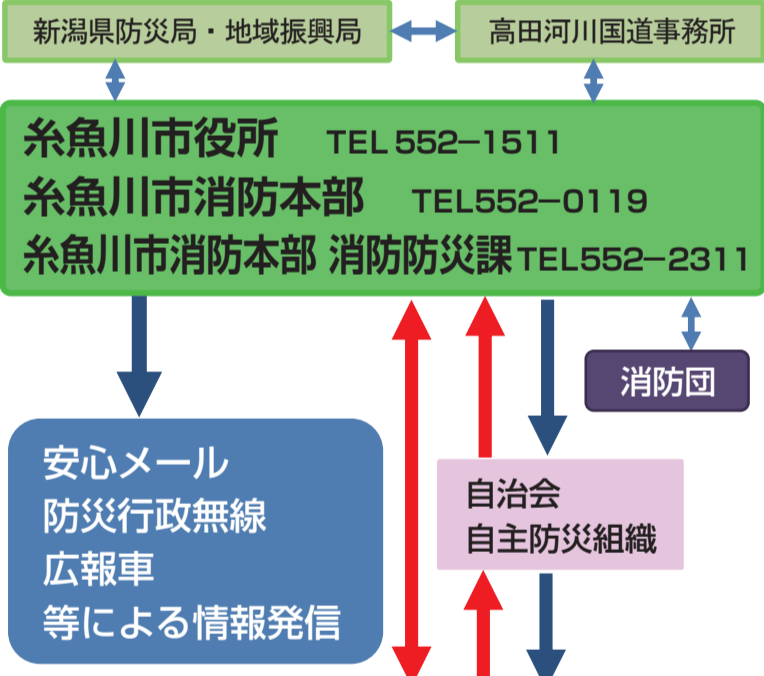 新潟県防災局・地域振興局
高田河川国道事務所
糸魚川市役所 TEL 552−1511
糸魚川市消防本部 TEL552−0119
糸魚川市消防本部 消防防災課 TEL552−2311
消防団
安心メール
防災行政無線
広報車
等による情報発信
自治会
自主防災組織